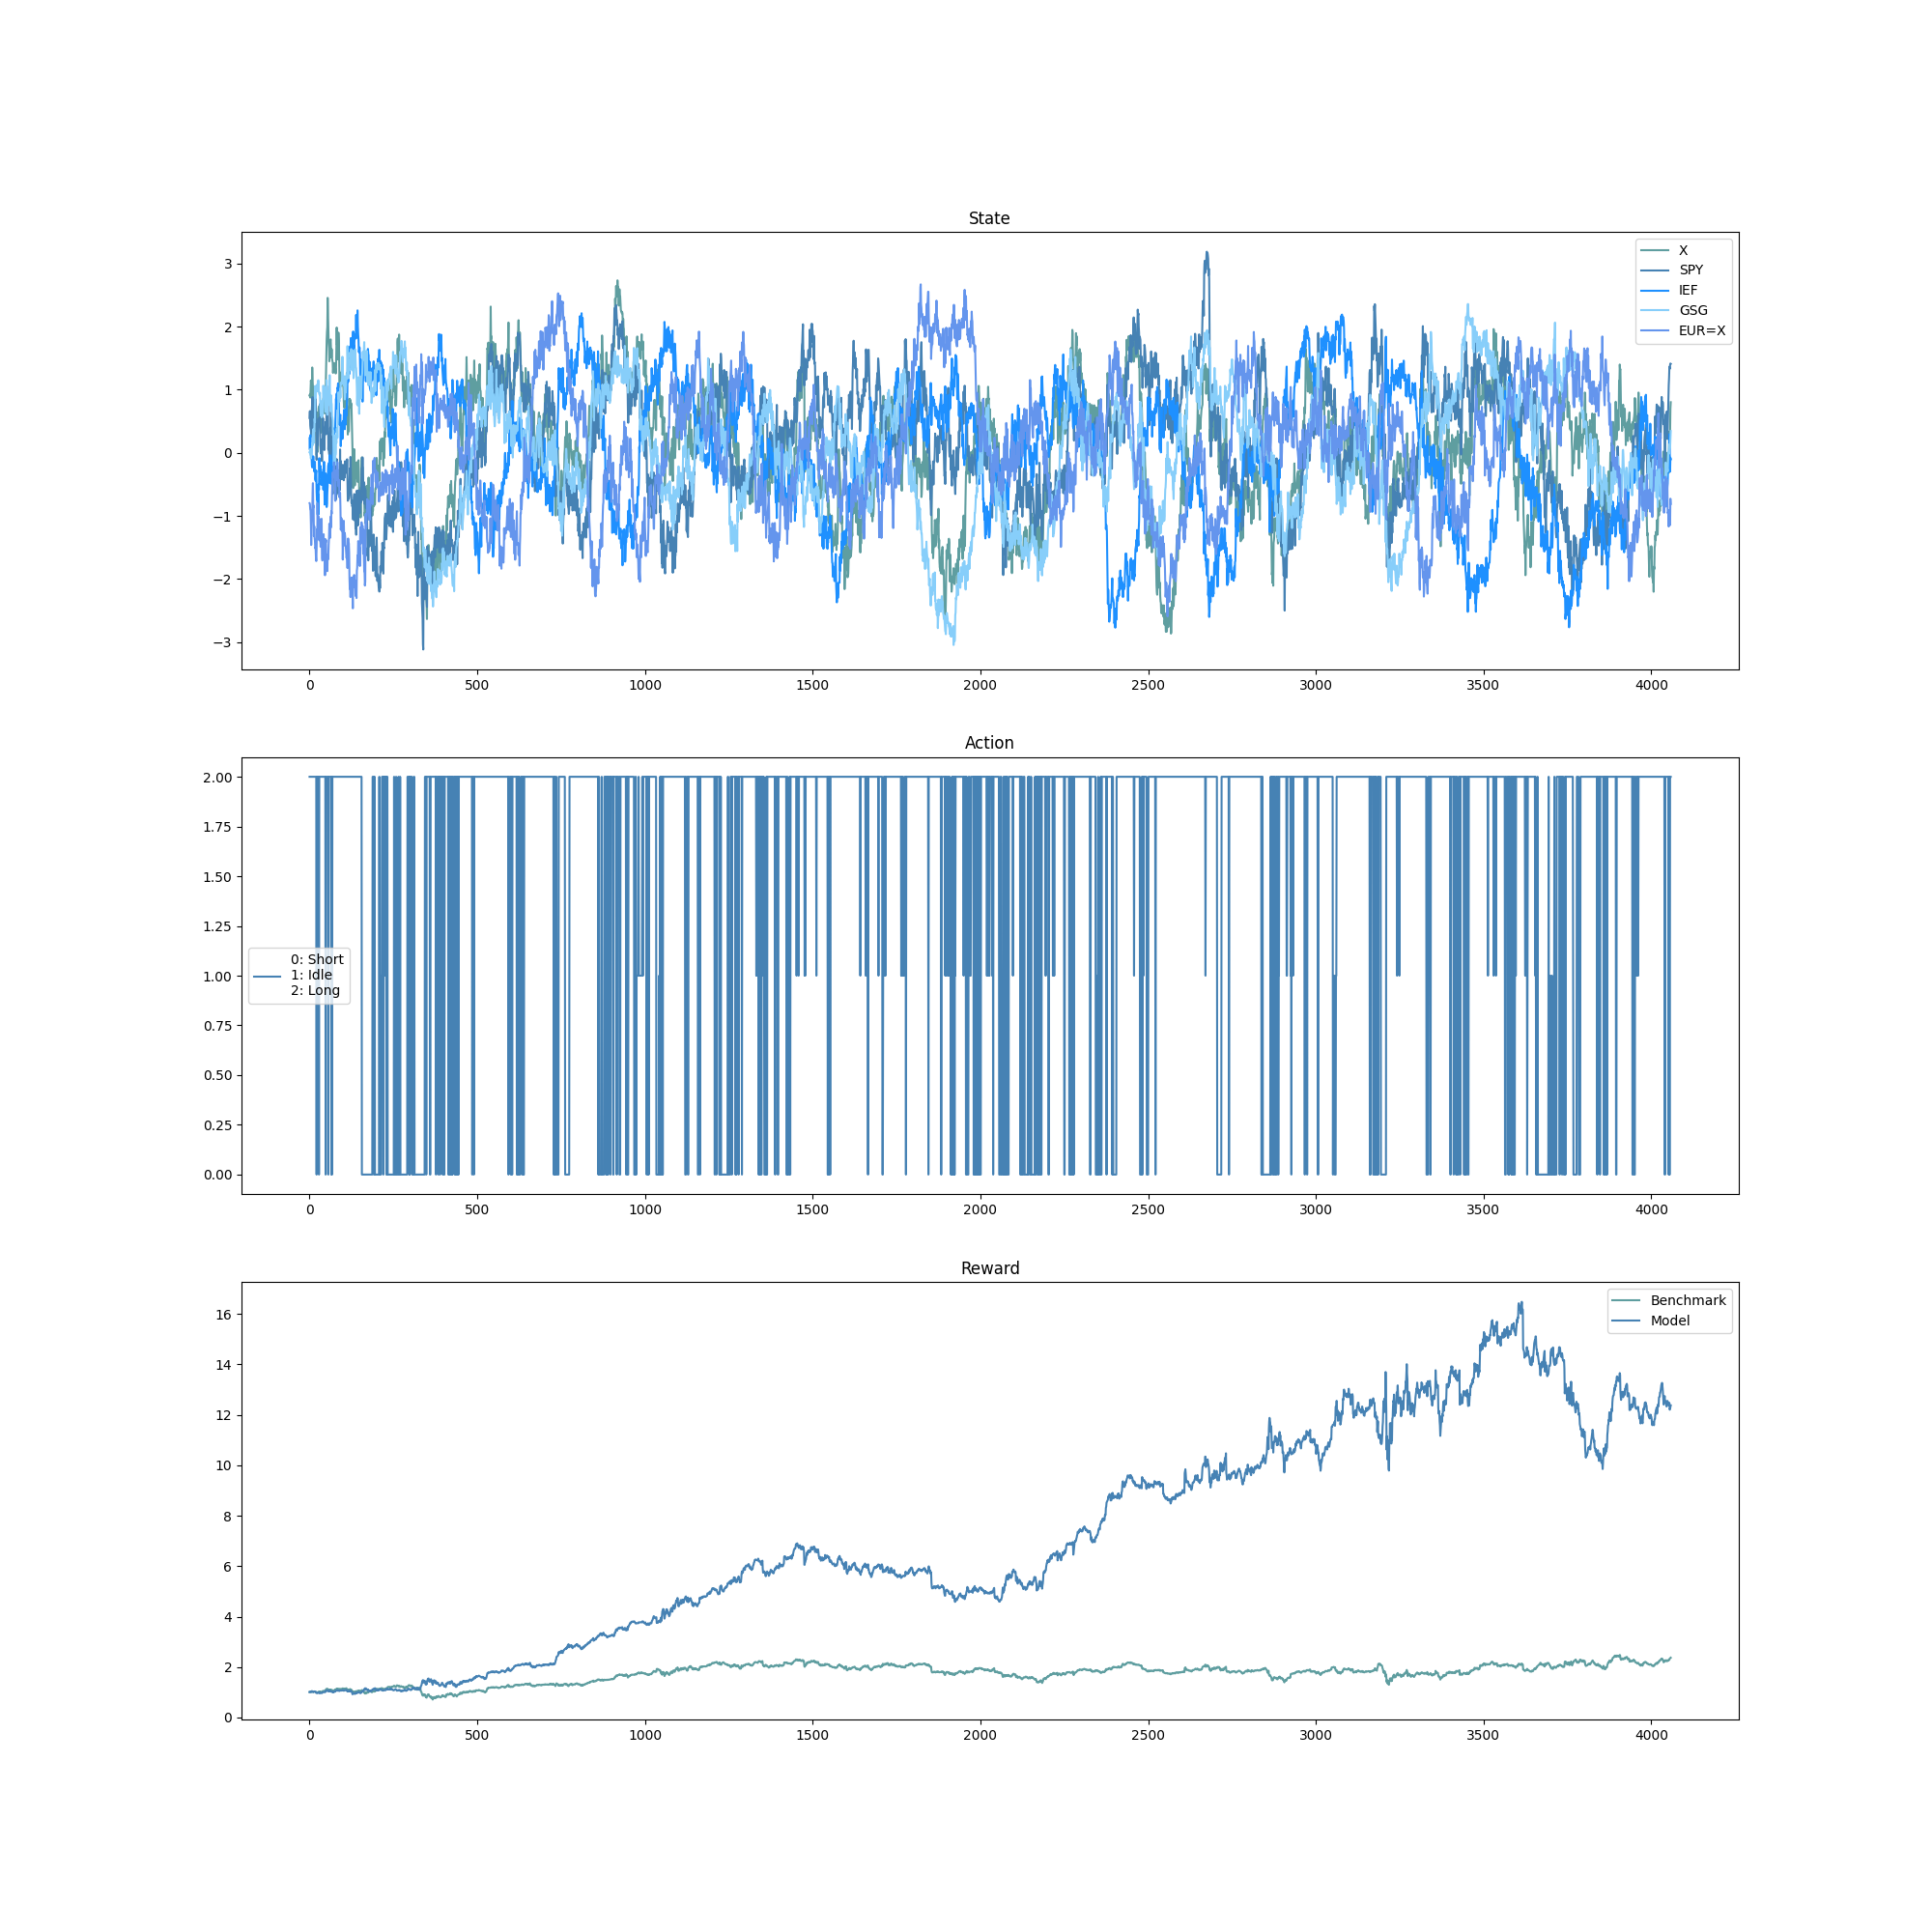 State
3
2
1
0
−1
−2
−3
X
SPY
IEF
GSG
EUR=X
0 500 1000 1500 2000 2500 3000 3500 4000
Action
2.00
1.75
1.50
1.25
1.00
0.75
0.50
0.25
0.00
0: Short
1: Idle
2: Long
0 500 1000 1500 2000 2500 3000 3500 4000
Reward
16
14
12
10
8
6
4
2
0
Benchmark
Model
0 500 1000 1500 2000 2500 3000 3500 4000